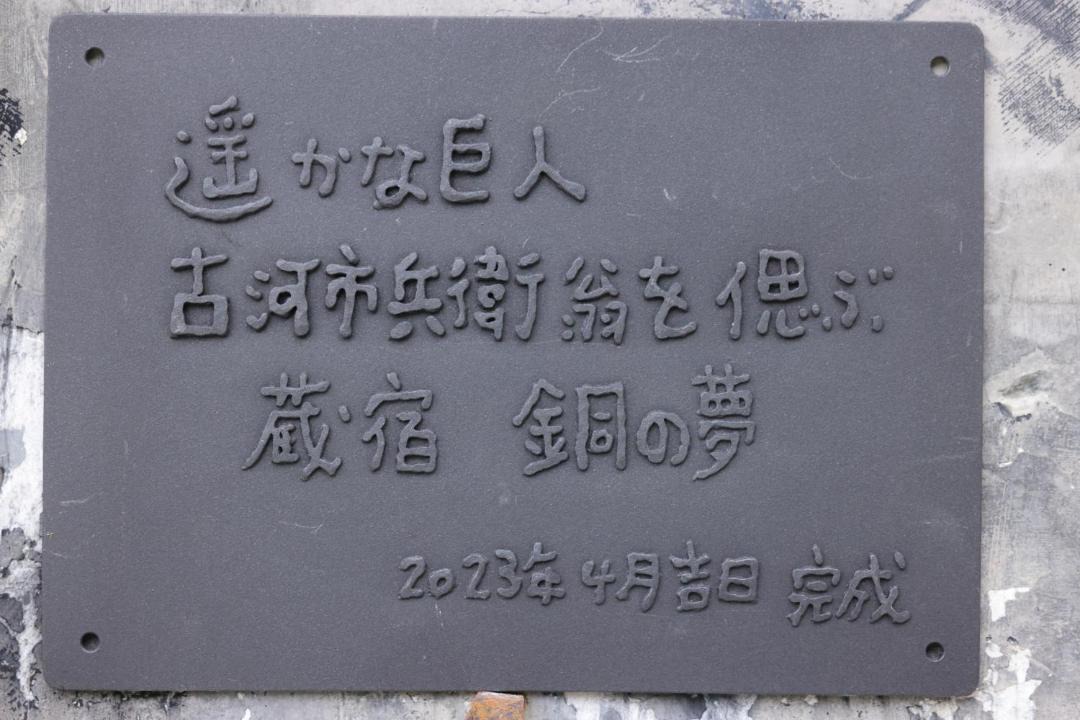 遥かな巨人
古河市兵衛翁を偲ぶ
蔵宿 銅の夢
2023年4月吉日 完成